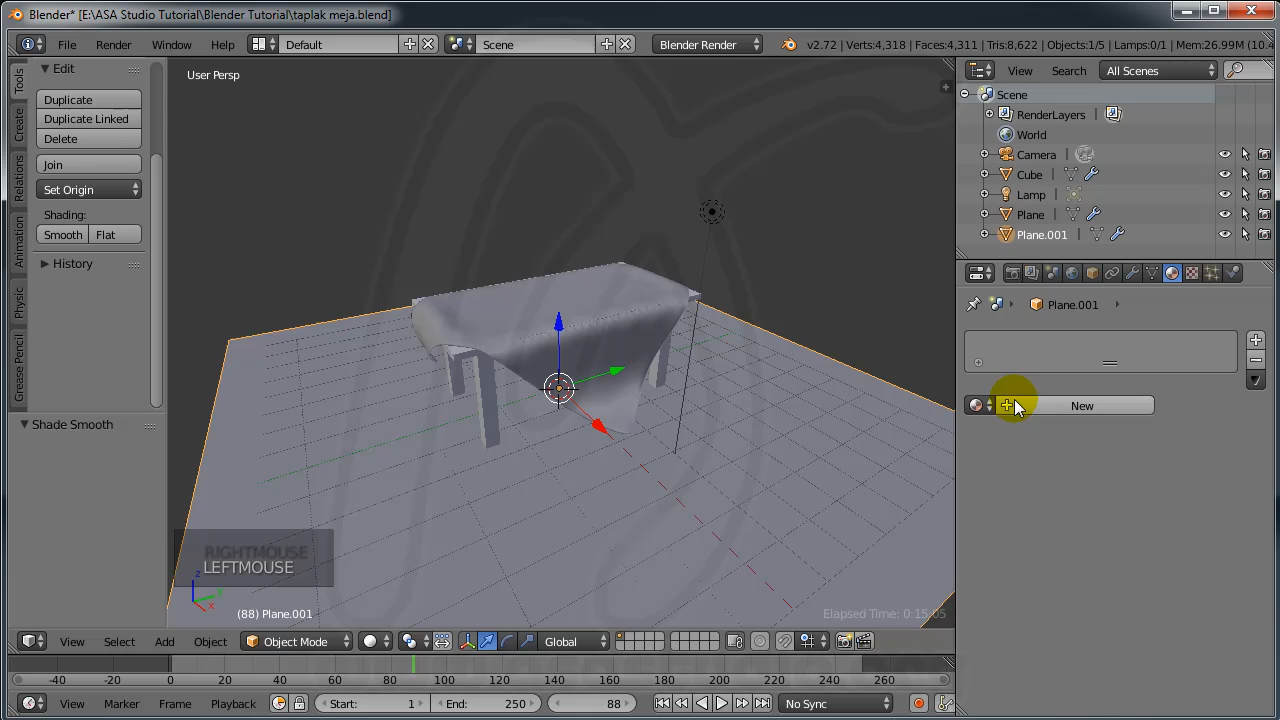 Blender* [E:\ASA Studio Tutorial\Blender Tutorial\taplak meja.blend]
File Render Window Help Default Scene Blender Render v2.72 | Verts:4,318 | Faces:4,311 | Tris:8,622 | Objects:1/5 | Lamps:0/1 | Mem:26.99M (10.4
Tools
Create
Relations
Animation
Physic
Grease Pencil
Edit
Duplicate
Duplicate Linked
Delete
Join
Set Origin
Shading:
Smooth Flat
History
Shade Smooth
User Persp
RIGHTMOUSE
LEFTMOUSE
z
y
x
(88) Plane.001
Elapsed Time: 0:15:05
View Search All Scenes
Scene
RenderLayers
World
Camera
Cube
Lamp
Plane
Plane.001
Plane.001
New
View Select Add Object Object Mode Global
-40 -20 0 20 40 60 80 100 120 140 160 180 200 220 240 260
View Marker Frame Playback Start: 1 End: 250 88 No Sync